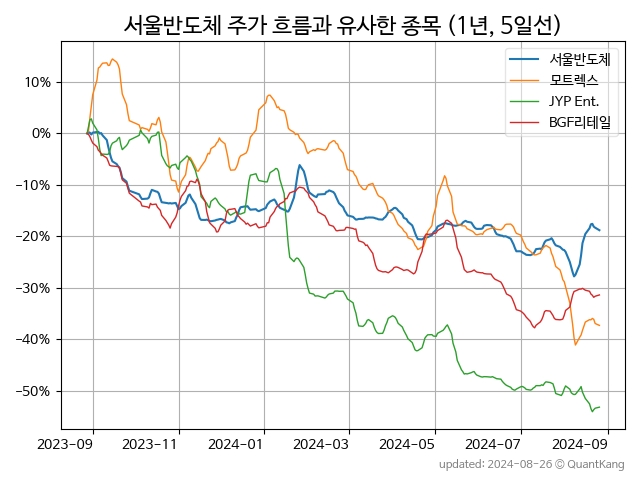 서울반도체 주가 흐름과 유사한 종목 (1년, 5일선)
서울반도체
모트렉스
JYP Ent.
BGF리테일
10%
0%
−10%
−20%
−30%
−40%
−50%
2023-09 2023-11 2024-01 2024-03 2024-05 2024-07 2024-09
updated: 2024-08-26 © QuantKang